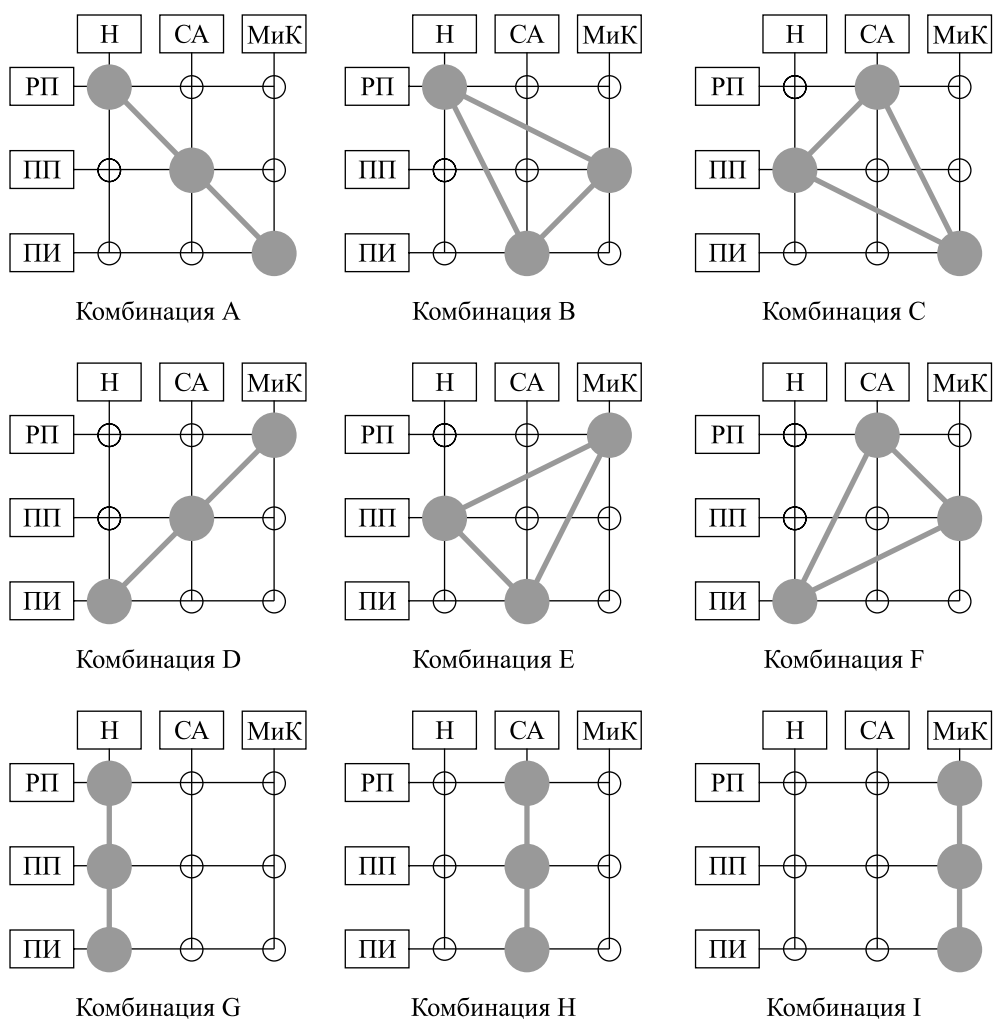 Н СА МиК Н СА МиК Н СА МиК
РП РП РП
ПП ПП ПП
ПИ ПИ ПИ
Комбинация A Комбинация B Комбинация C
Н СА МиК Н СА МиК Н СА МиК
РП РП РП
ПП ПП ПП
ПИ ПИ ПИ
Комбинация D Комбинация E Комбинация F
Н СА МиК Н СА МиК Н СА МиК
РП РП РП
ПП ПП ПП
ПИ ПИ ПИ
Комбинация G Комбинация H Комбинация I